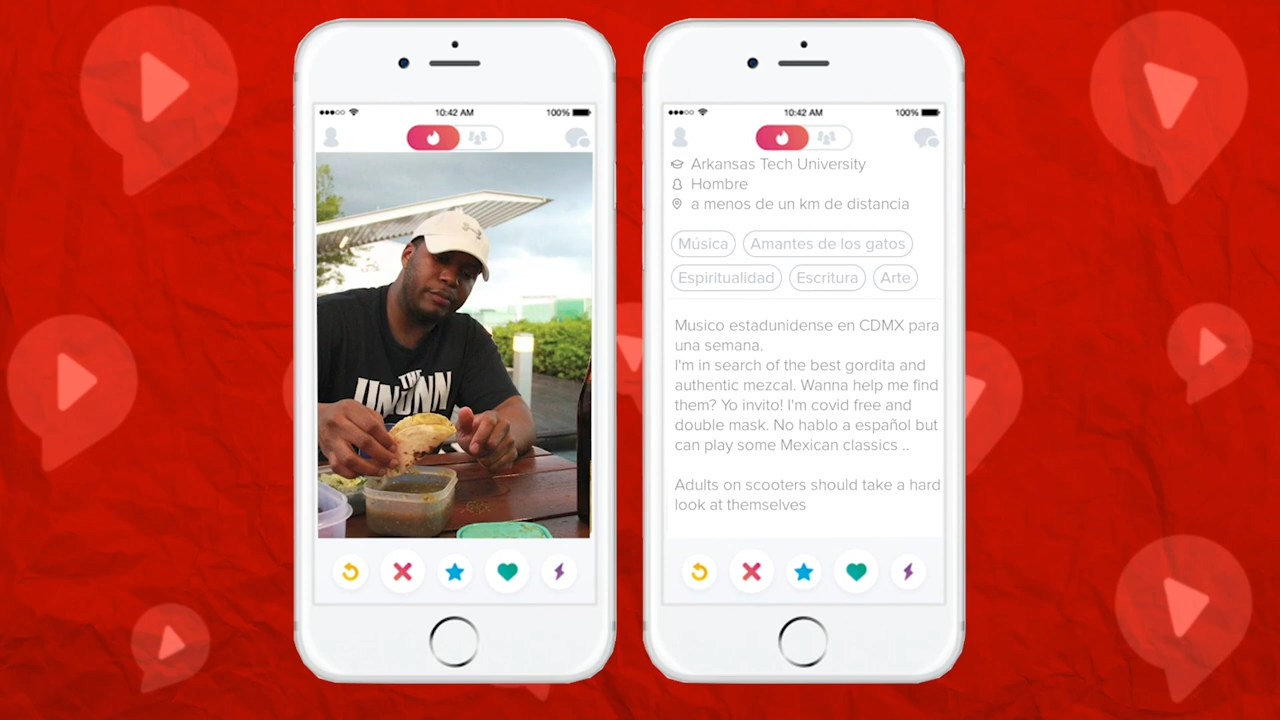 10:42 AM
100%
THE
UNKNWN
10:42 AM
100%
Arkansas Tech University
Hombre
a menos de un km de distancia
Música
Amantes de los gatos
Espiritualidad
Escritura
Arte
Musico estadunidense en CDMX para
una semana.
I'm in search of the best gordita and
authentic mezcal. Wanna help me find
them? Yo invito! I'm covid free and
double mask. No hablo a español but
can play some Mexican classics ..
Adults on scooters should take a hard
look at themselves